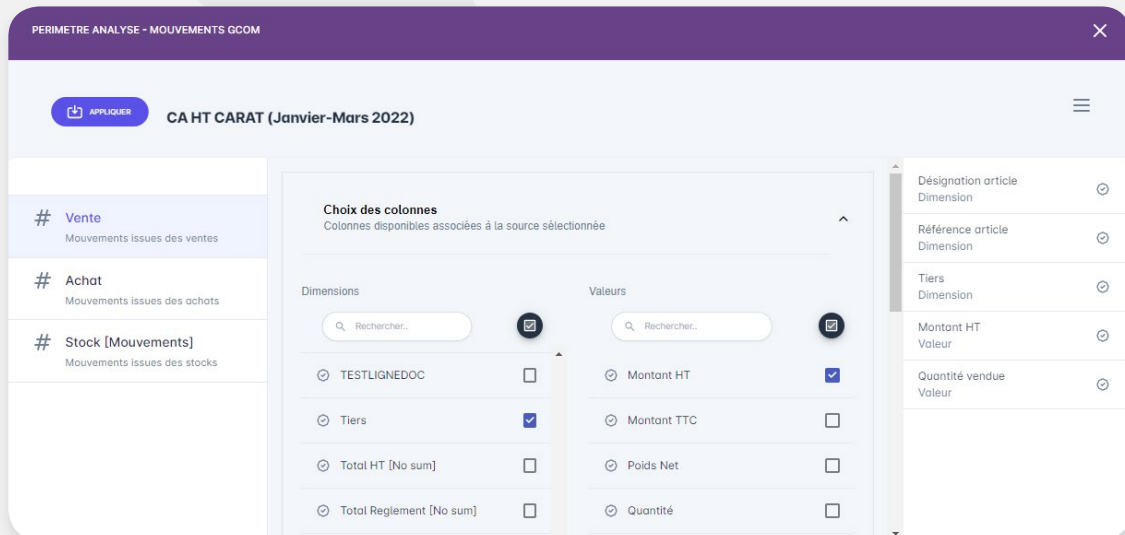 PERIMETRE ANALYSE - MOUVEMENTS GCOM
APPLIQUER
CA HT CARAT (Janvier-Mars 2022)
Vente
Mouvements issues des ventes
Achat
Mouvements issues des achats
Stock [Mouvements]
Mouvements issues des stocks
Choix des colonnes
Colonnes disponibles associées à la source sélectionnée
Dimensions
Rechercher..
TESTLIGNEDOC
Tiers
Total HT [No sum]
Total Reglement [No sum]
Valeurs
Rechercher..
Montant HT
Montant TTC
Poids Net
Quantité
Désignation article
Dimension
Référence article
Dimension
Tiers
Dimension
Montant HT
Valeur
Quantité vendue
Valeur